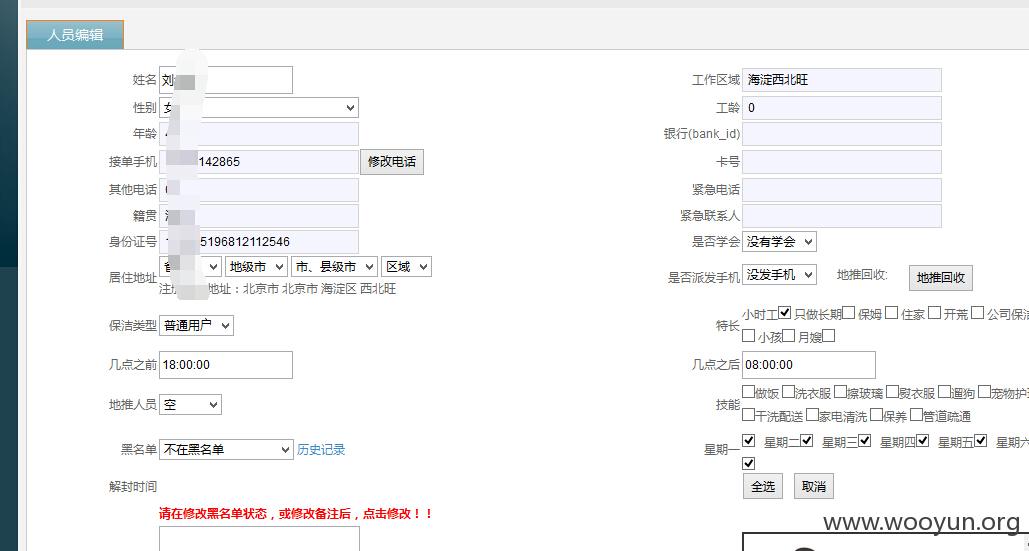 人员编辑
姓名 刘
工作区域 海淀西北旺
性别 女
工龄 0
年龄
银行(bank_id)
接单手机 142865 修改电话
卡号
其他电话
紧急电话
籍贯
紧急联系人
身份证号 5196812112546
是否学会 没有学会
居住地址 省 地级市 市、县级市 区域
地址：北京市 北京市 海淀区 西北旺
是否派发手机 没发手机 地推回收: 地推回收
保洁类型 普通用户
特长 小时工 只做长期 保姆 住家 开荒 公司保洁
小孩 月嫂
几点之前 18:00:00
几点之后 08:00:00
地推人员 空
技能 做饭 洗衣服 擦玻璃 熨衣服 遛狗 宠物护
干洗配送 家电清洗 保养 管道疏通
黑名单 不在黑名单 历史记录
星期一 星期二 星期三 星期四 星期五 星期六
全选 取消
解封时间
请在修改黑名单状态，或修改备注后，点击修改！！
www.wooyun.org